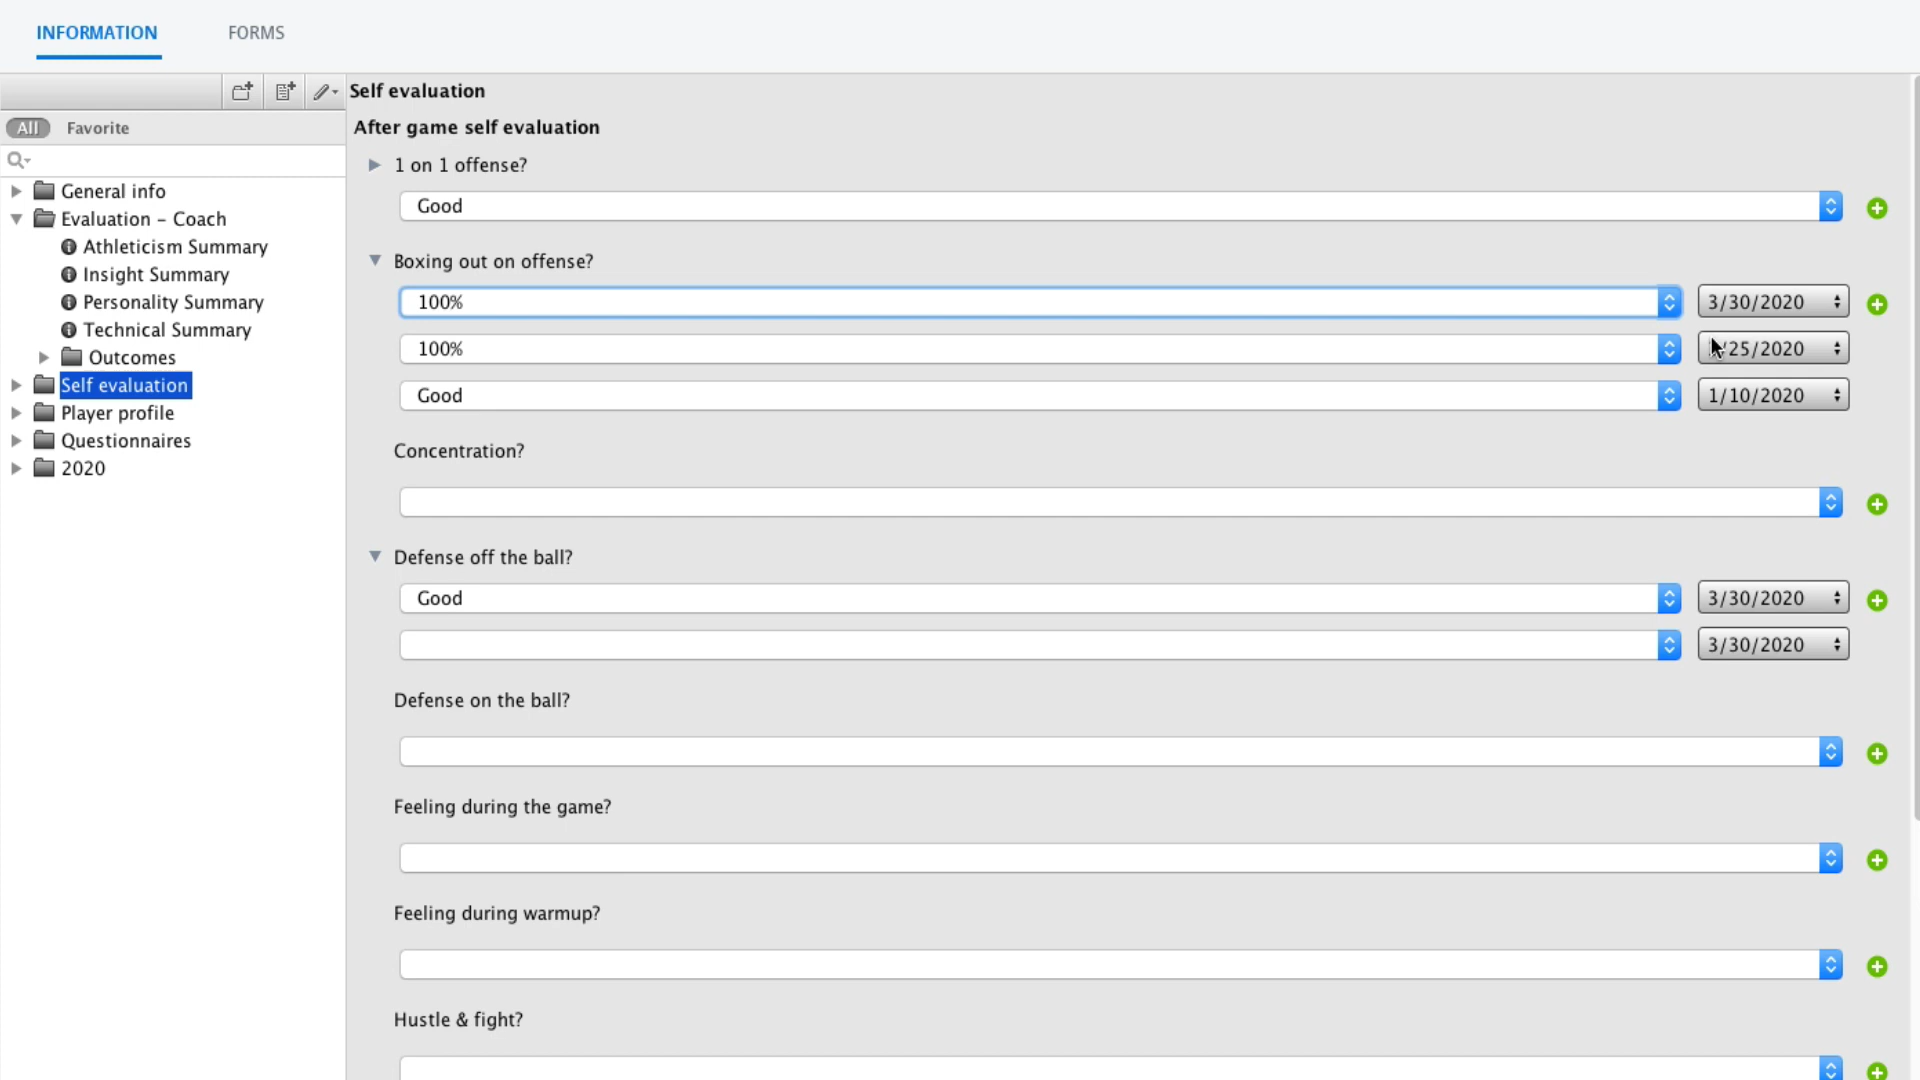 INFORMATION FORMS
Self evaluation
All Favorite
After game self evaluation
1 on 1 offense?
General info
Good
Evaluation – Coach
Athleticism Summary
Boxing out on offense?
Insight Summary
Personality Summary
100% 3/30/2020
Technical Summary
100% /25/2020
Outcomes
Self evaluation
Good 1/10/2020
Player profile
Questionnaires
Concentration?
2020
Defense off the ball?
Good 3/30/2020
3/30/2020
Defense on the ball?
Feeling during the game?
Feeling during warmup?
Hustle & fight?